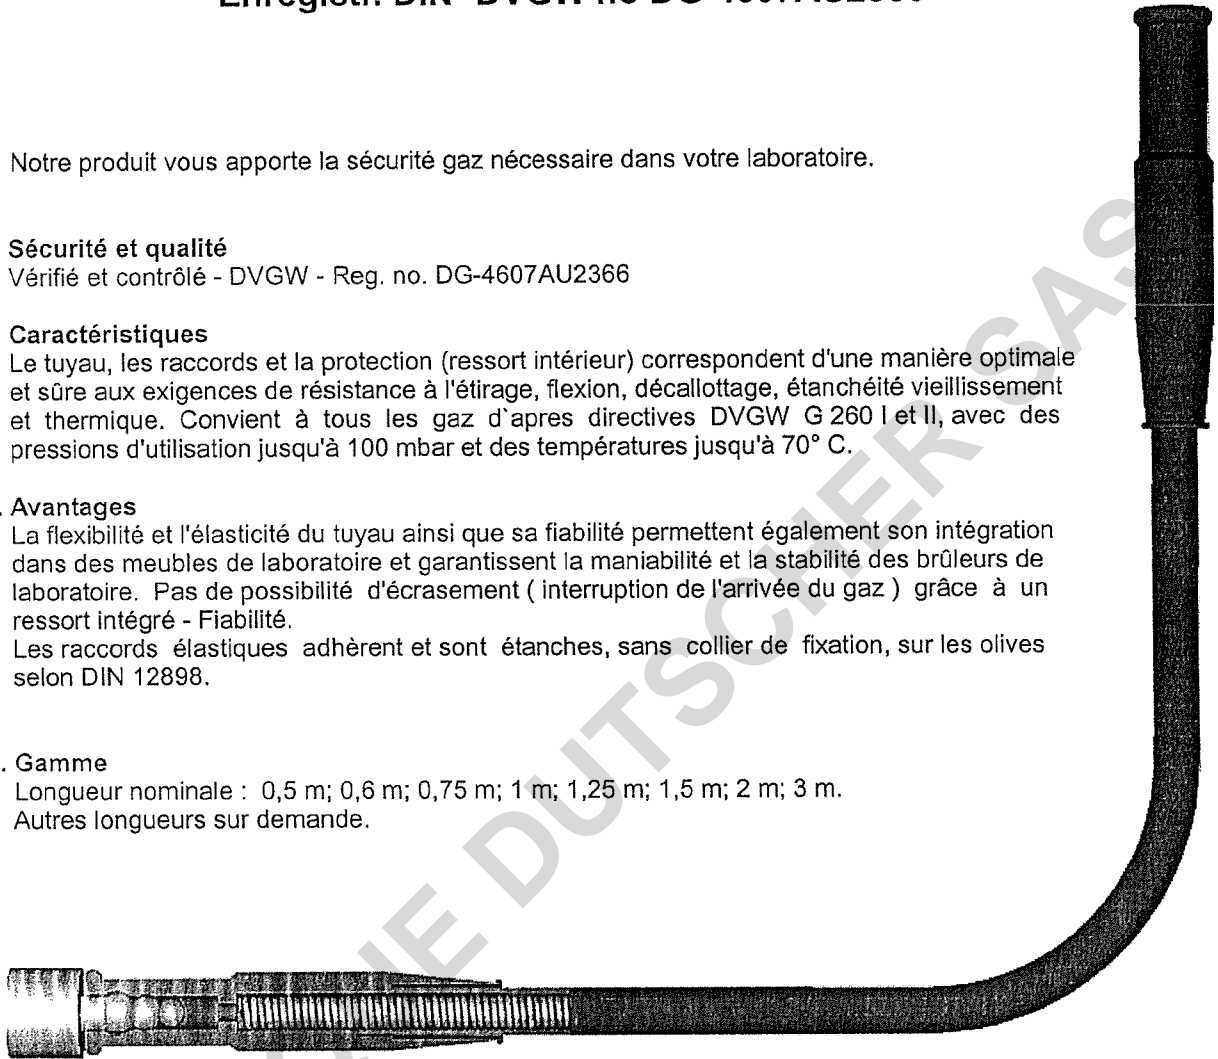 Notre produit vous apporte la sécurité gaz nécessaire dans votre laboratoire.
Sécurité et qualité
Vérifié et contrôlé - DVGW - Reg. no. DG-4607AU2366
Caractéristiques
Le tuyau, les raccords et la protection (ressort intérieur) correspondent d'une manière optimale
et sûre aux exigences de résistance à l'étirage, flexion, décallottage, étanchéité vieillissement
et thermique. Convient à tous les gaz d`apres directives DVGW G 260 I et II, avec des
pressions d'utilisation jusqu'à 100 mbar et des températures jusqu'à 70° C.
. Avantages
La flexibilité et l'élasticité du tuyau ainsi que sa fiabilité permettent également son intégration
dans des meubles de laboratoire et garantissent la maniabilité et la stabilité des brûleurs de
laboratoire. Pas de possibilité d'écrasement ( interruption de l'arrivée du gaz ) grâce à un
ressort intégré - Fiabilité.
Les raccords élastiques adhèrent et sont étanches, sans collier de fixation, sur les olives
selon DIN 12898.
. Gamme
Longueur nominale : 0,5 m; 0,6 m; 0,75 m; 1 m; 1,25 m; 1,5 m; 2 m; 3 m.
Autres longueurs sur demande.
DUTSCHER SAS